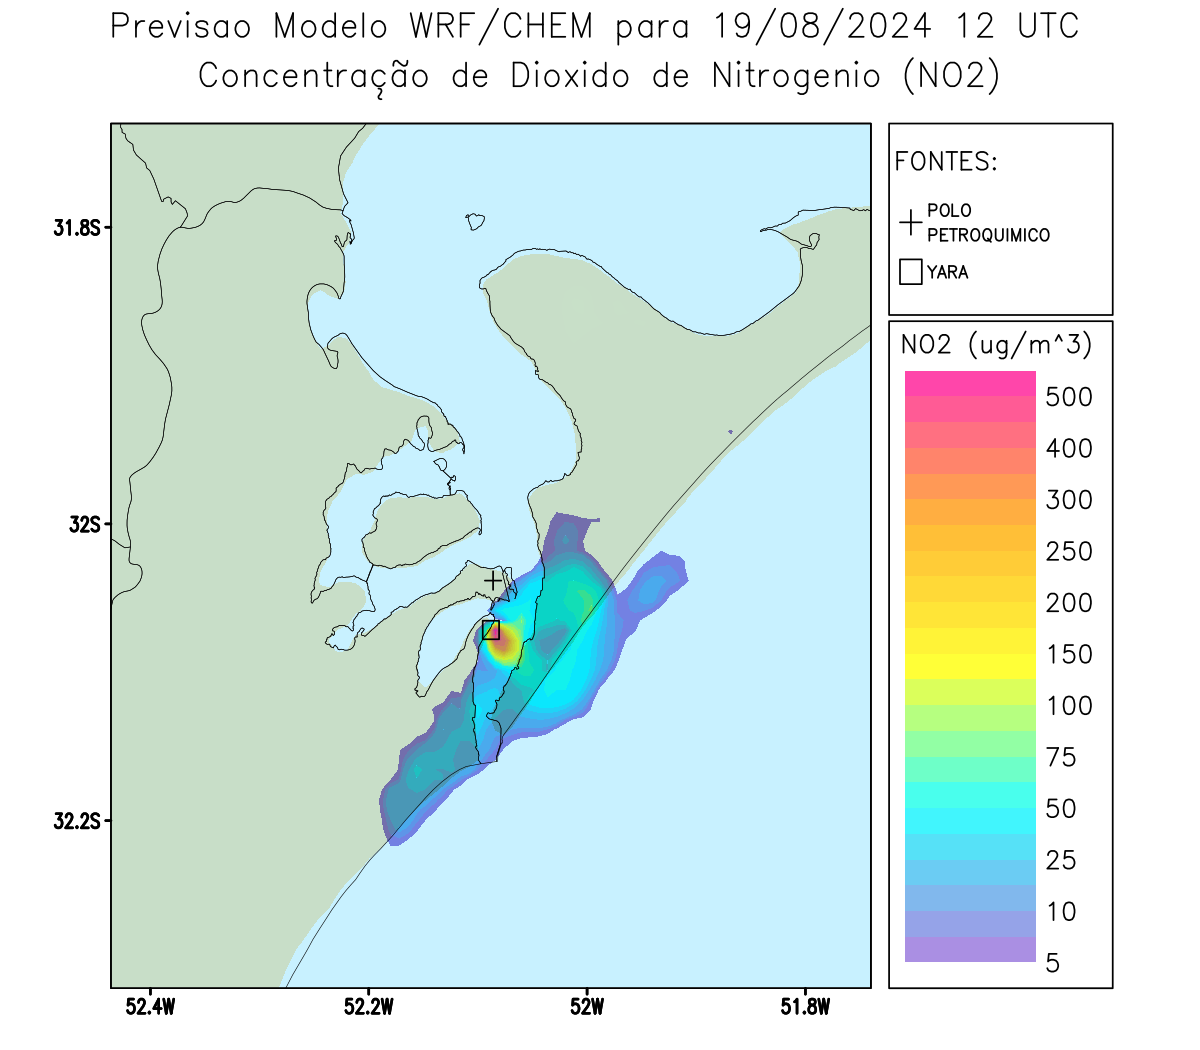 Previsao Modelo WRF/CHEM para 19/08/2024 12 UTC
Concentração de Dioxido de Nitrogenio (NO2)
FONTES:
POLO
PETROQUIMICO
YARA
NO2 (ug/m^3)
500
400
300
250
200
150
100
75
50
25
10
5
31.8S
32S
32.2S
52.4W
52.2W
52W
51.8W